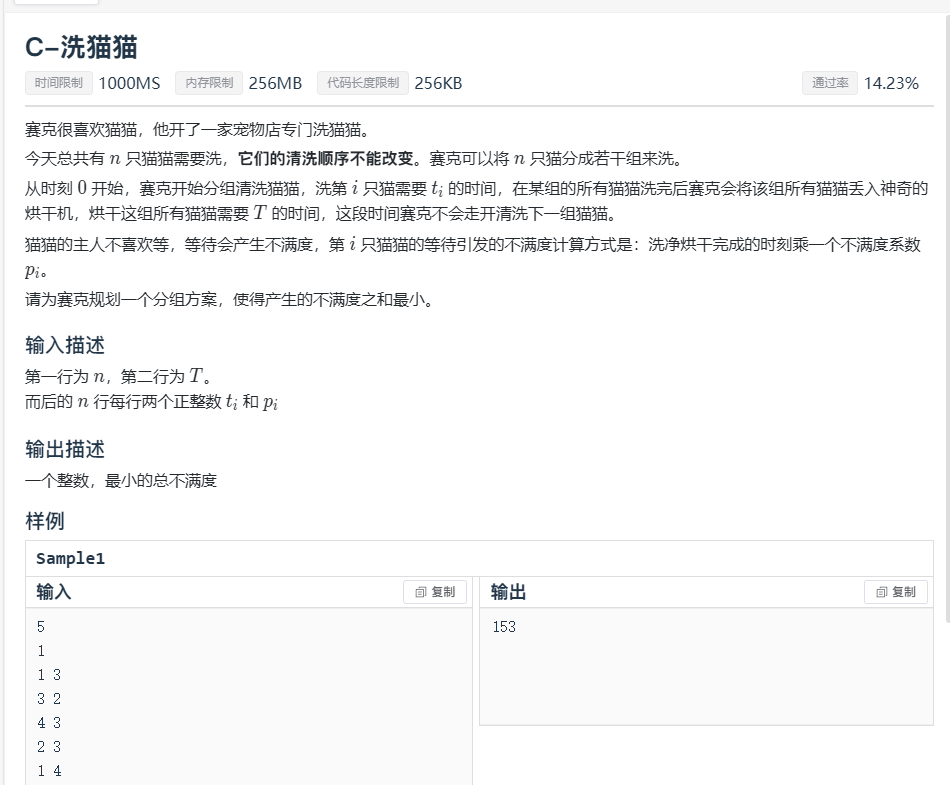 C-洗猫猫
时间限制 1000MS 内存限制 256MB 代码长度限制 256KB 通过率 14.23%
赛克很喜欢猫猫，他开了一家宠物店专门洗猫猫。
今天总共有 n 只猫猫需要洗，它们的清洗顺序不能改变。赛克可以将 n 只猫分成若干组来洗。
从时刻 0 开始，赛克开始分组清洗猫猫，洗第 i 只猫需要 t_i 的时间，在某组的所有猫猫洗完后赛克会将该组所有猫猫丢入神奇的
烘干机，烘干这组所有猫猫需要 T 的时间，这段时间赛克不会走开清洗下一组猫猫。
猫猫的主人不喜欢等，等待会产生不满度，第 i 只猫猫的等待引发的不满度计算方式是：洗净烘干完成的时刻乘一个不满度系数
p_i。
请为赛克规划一个分组方案，使得产生的不满度之和最小。
输入描述
第一行为 n，第二行为 T。
而后的 n 行每行两个正整数 t_i 和 p_i
输出描述
一个整数，最小的总不满度
样例
Sample1
输入 复制 输出 复制
5 153
1
1 3
3 2
4 3
2 3
1 4